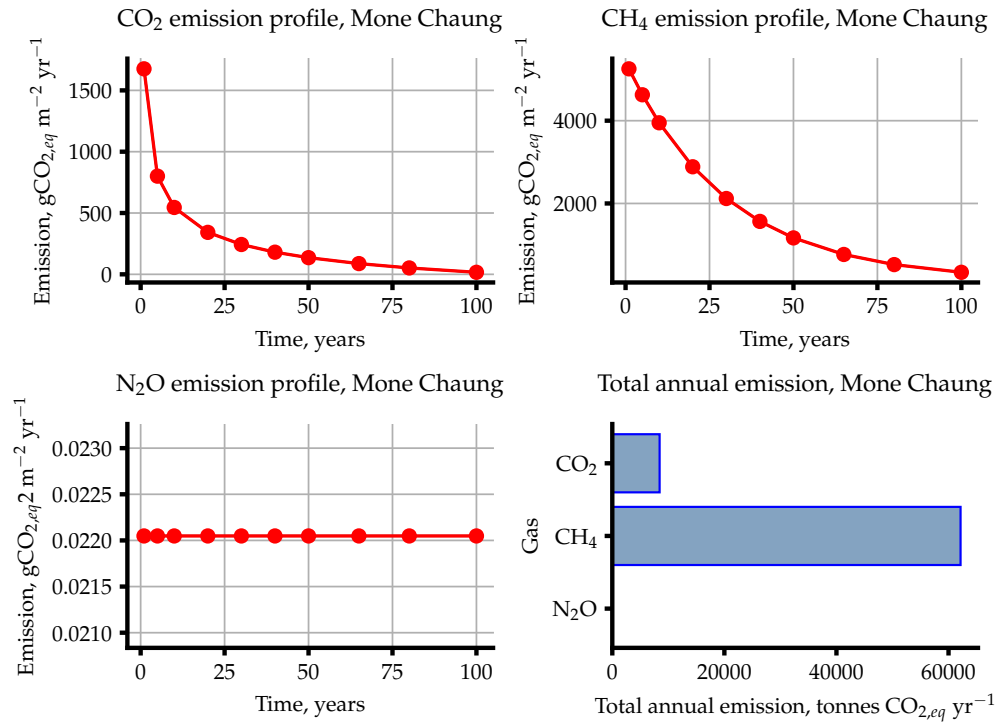 CO₂ emission profile, Mone Chaung
Emission, gCO₂,eq m⁻² yr⁻¹
1500
1000
500
0
0 25 50 75 100
Time, years
CH₄ emission profile, Mone Chaung
Emission, gCO₂,eq m⁻² yr⁻¹
4000
2000
0 25 50 75 100
Time, years
N₂O emission profile, Mone Chaung
Emission, gCO₂,eq2 m⁻² yr⁻¹
0.0230
0.0225
0.0220
0.0215
0.0210
0 25 50 75 100
Time, years
Total annual emission, Mone Chaung
Gas
CO₂
CH₄
N₂O
0 20000 40000 60000
Total annual emission, tonnes CO₂,eq yr⁻¹